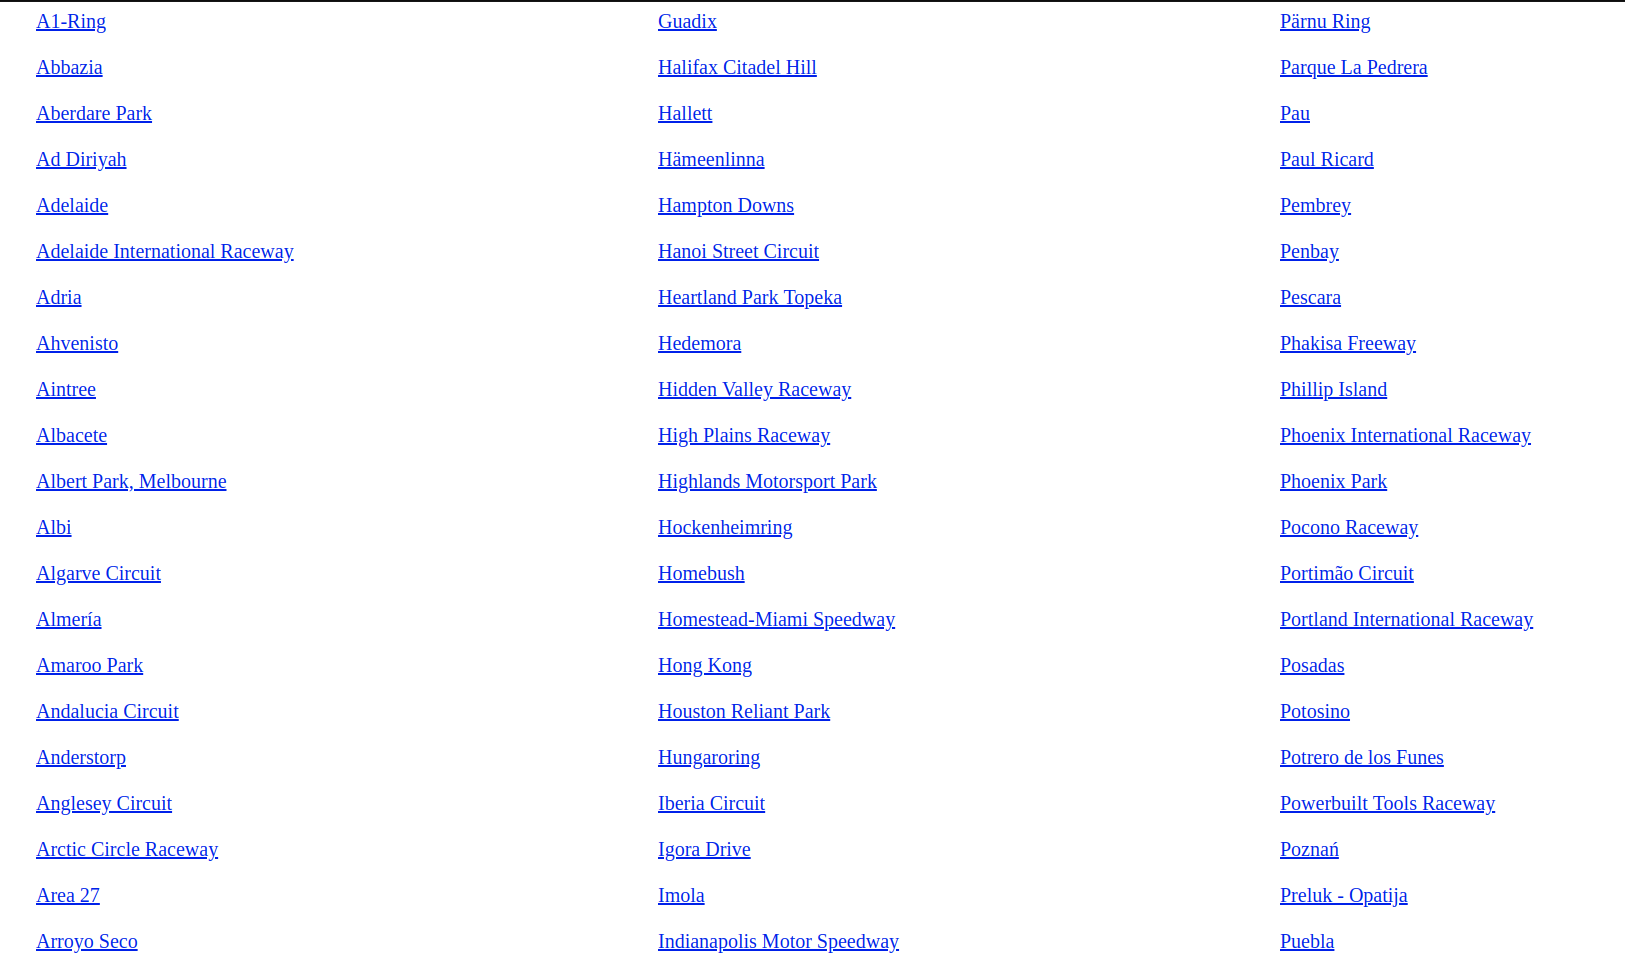 A1-Ring
Abbazia
Aberdare Park
Ad Diriyah
Adelaide
Adelaide International Raceway
Adria
Ahvenisto
Aintree
Albacete
Albert Park, Melbourne
Albi
Algarve Circuit
Almería
Amaroo Park
Andalucia Circuit
Anderstorp
Anglesey Circuit
Arctic Circle Raceway
Area 27
Arroyo Seco
Guadix
Halifax Citadel Hill
Hallett
Hämeenlinna
Hampton Downs
Hanoi Street Circuit
Heartland Park Topeka
Hedemora
Hidden Valley Raceway
High Plains Raceway
Highlands Motorsport Park
Hockenheimring
Homebush
Homestead-Miami Speedway
Hong Kong
Houston Reliant Park
Hungaroring
Iberia Circuit
Igora Drive
Imola
Indianapolis Motor Speedway
Pärnu Ring
Parque La Pedrera
Pau
Paul Ricard
Pembrey
Penbay
Pescara
Phakisa Freeway
Phillip Island
Phoenix International Raceway
Phoenix Park
Pocono Raceway
Portimão Circuit
Portland International Raceway
Posadas
Potosino
Potrero de los Funes
Powerbuilt Tools Raceway
Poznań
Preluk - Opatija
Puebla